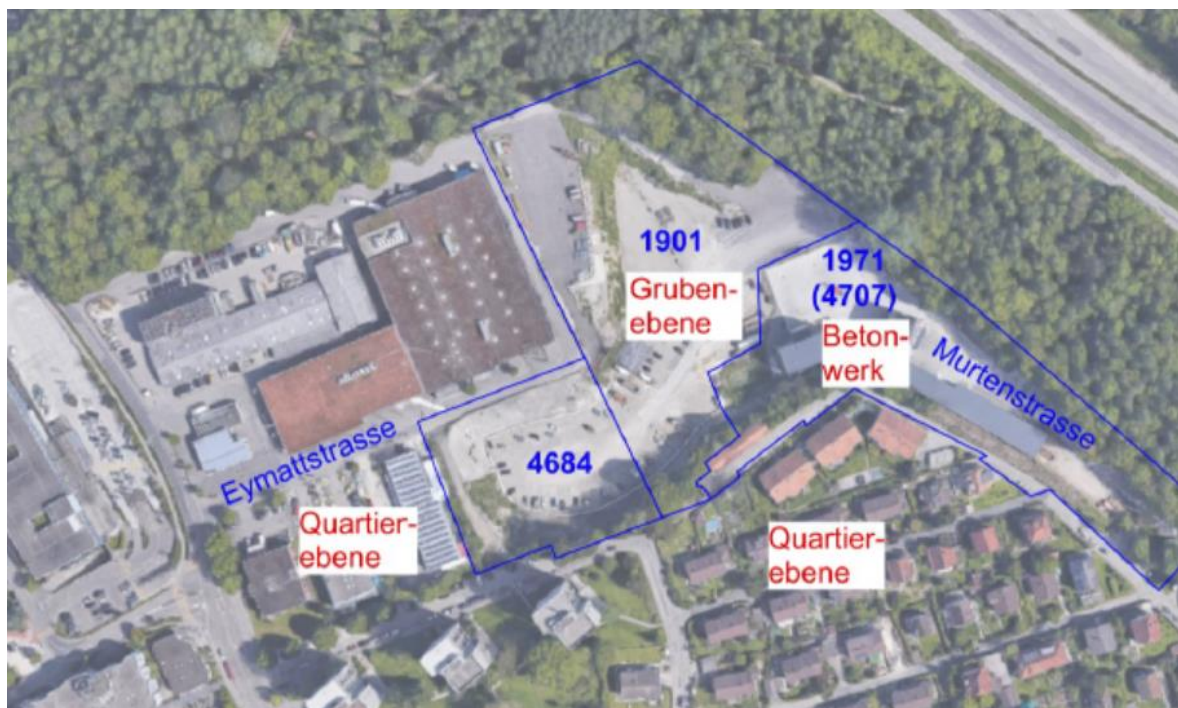 1901
Gruben-
ebene
1971
(4707)
Beton-
werk
Murtenstrasse
Eymattstrasse
4684
Quartier-
ebene
Quartier-
ebene